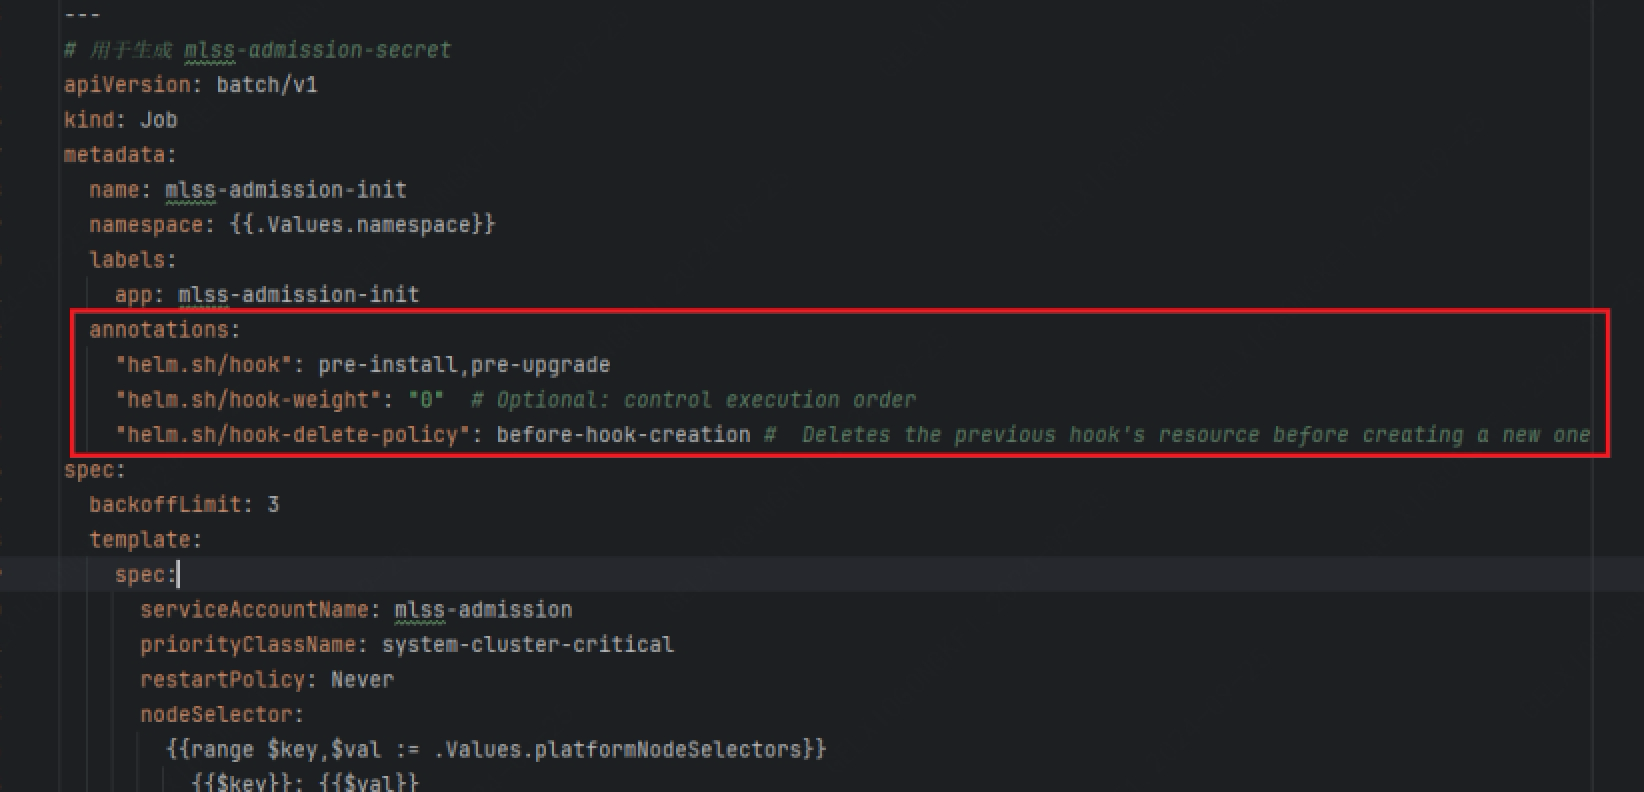 ---
# 用于生成 mlss-admission-secret
apiVersion: batch/v1
kind: Job
metadata:
  name: mlss-admission-init
  namespace: {{.Values.namespace}}
  labels:
    app: mlss-admission-init
  annotations:
    "helm.sh/hook": pre-install,pre-upgrade
    "helm.sh/hook-weight": "0"  # Optional: control execution order
    "helm.sh/hook-delete-policy": before-hook-creation #  Deletes the previous hook's resource before creating a new one
spec:
  backoffLimit: 3
  template:
    spec:
      serviceAccountName: mlss-admission
      priorityClassName: system-cluster-critical
      restartPolicy: Never
      nodeSelector:
        {{range $key,$val := .Values.platformNodeSelectors}}
          {{$key}}: {{$val}}